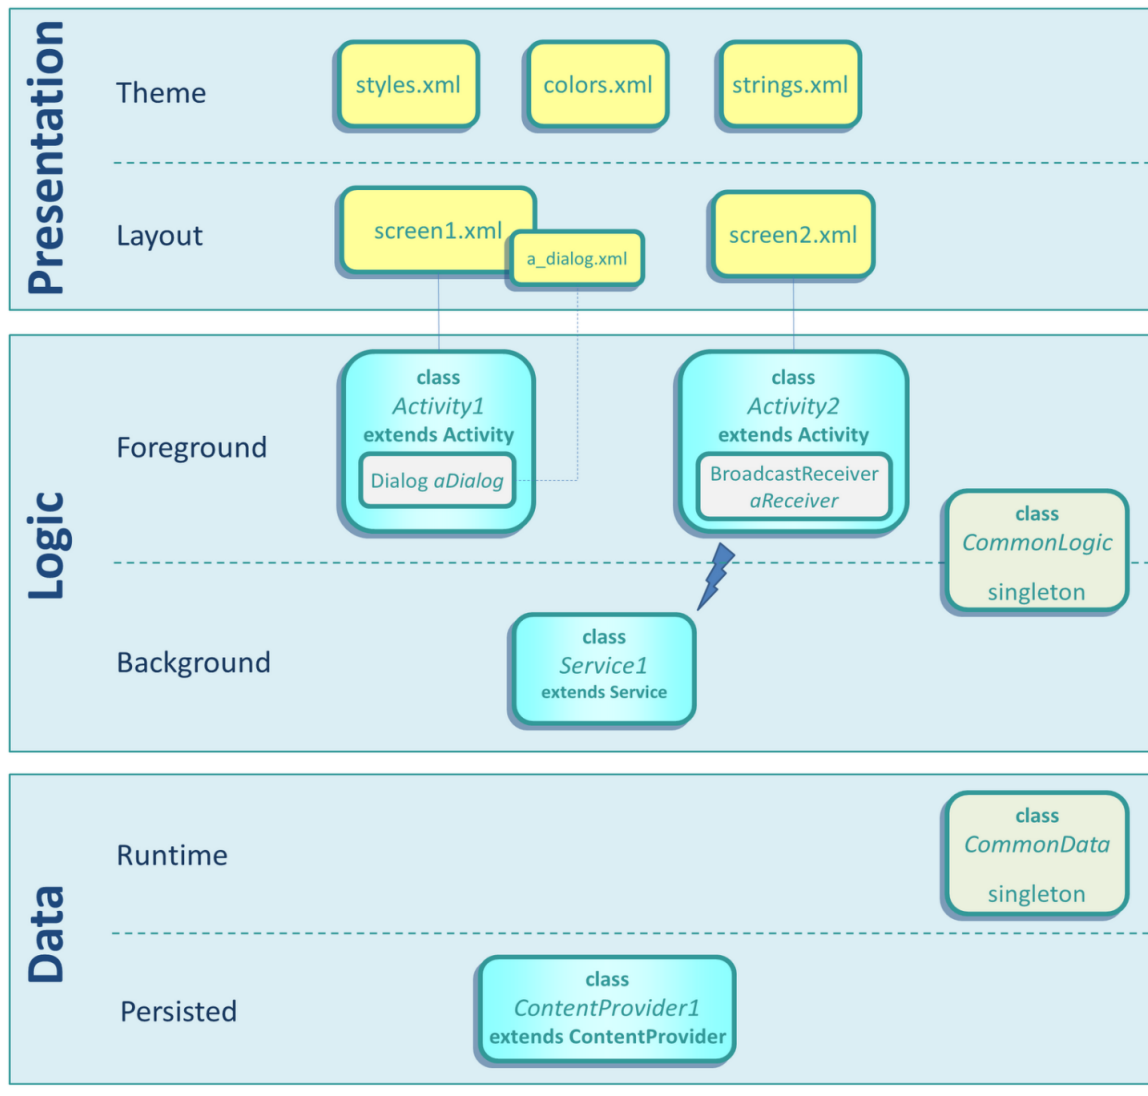 Presentation
Theme
styles.xml
colors.xml
strings.xml
Layout
screen1.xml
a_dialog.xml
screen2.xml
Logic
Foreground
class
Activity1
extends Activity
Dialog aDialog
class
Activity2
extends Activity
BroadcastReceiver
aReceiver
class
CommonLogic
singleton
Background
class
Service1
extends Service
Data
Runtime
class
CommonData
singleton
Persisted
class
ContentProvider1
extends ContentProvider